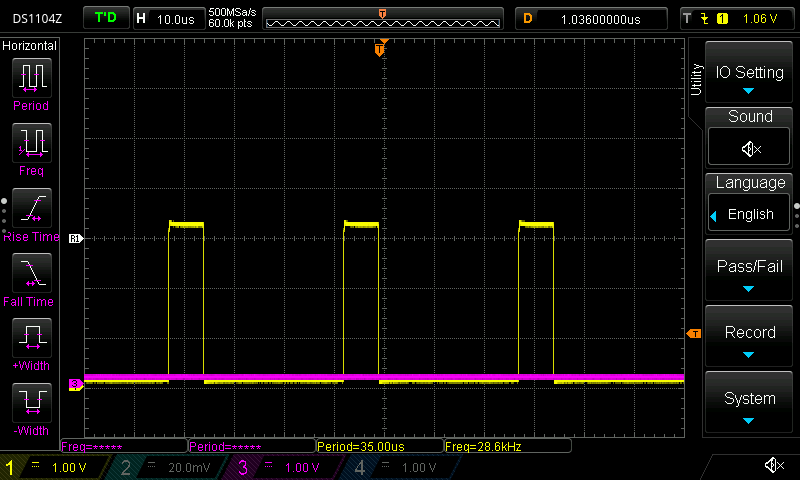 DS1104Z T'D H 10.0us 500MSa/s 60.0k pts T D 1.03600000us T 1 1.06 V
Horizontal
Period
Freq
Rise Time
Fall Time
+Width
-Width
T
R1
3
T
Utility
IO Setting
Sound
Language
English
Pass/Fail
Record
System
Freq=***** Period=***** Period=35.00us Freq=28.6kHz
1 1.00 V 2 20.0mV 3 1.00 V 4 1.00 V